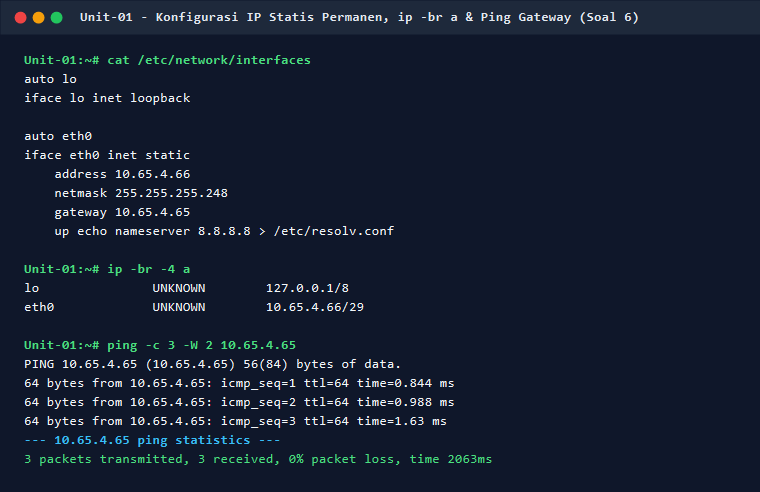 Unit-01 - Konfigurasi IP Statis Permanen, ip -br a & Ping Gateway (Soal 6)
Unit-01:~# cat /etc/network/interfaces
auto lo
iface lo inet loopback
auto eth0
iface eth0 inet static
    address 10.65.4.66
    netmask 255.255.255.248
    gateway 10.65.4.65
    up echo nameserver 8.8.8.8 > /etc/resolv.conf
Unit-01:~# ip -br -4 a
lo               UNKNOWN        127.0.0.1/8
eth0             UNKNOWN        10.65.4.66/29
Unit-01:~# ping -c 3 -W 2 10.65.4.65
PING 10.65.4.65 (10.65.4.65) 56(84) bytes of data.
64 bytes from 10.65.4.65: icmp_seq=1 ttl=64 time=0.844 ms
64 bytes from 10.65.4.65: icmp_seq=2 ttl=64 time=0.988 ms
64 bytes from 10.65.4.65: icmp_seq=3 ttl=64 time=1.63 ms
--- 10.65.4.65 ping statistics ---
3 packets transmitted, 3 received, 0% packet loss, time 2063ms